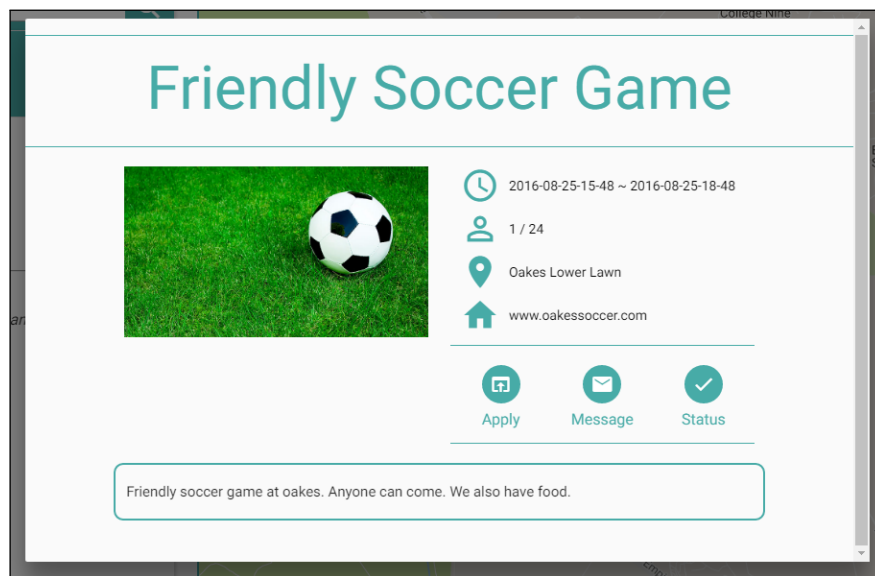 College Nine
Friendly Soccer Game
2016-08-25-15-48 ~ 2016-08-25-18-48
1 / 24
Oakes Lower Lawn
www.oakessoccer.com
Apply Message Status
Friendly soccer game at oakes. Anyone can come. We also have food.